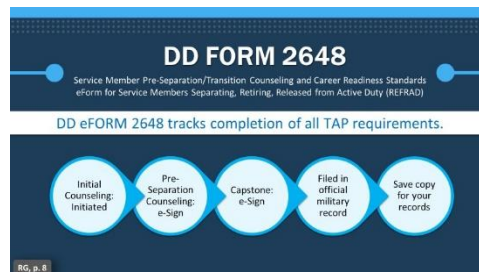 DD FORM 2648
Service Member Pre-Separation/Transition Counseling and Career Readiness Standards
eForm for Service Members Separating, Retiring, Released from Active Duty (REFRAD)
DD eFORM 2648 tracks completion of all TAP requirements.
Initial
Counseling:
Initiated
Pre-
Separation
Counseling:
e-Sign
Capstone:
e-Sign
Filed in
official
military
record
Save copy
for your
records
RG, p. 8